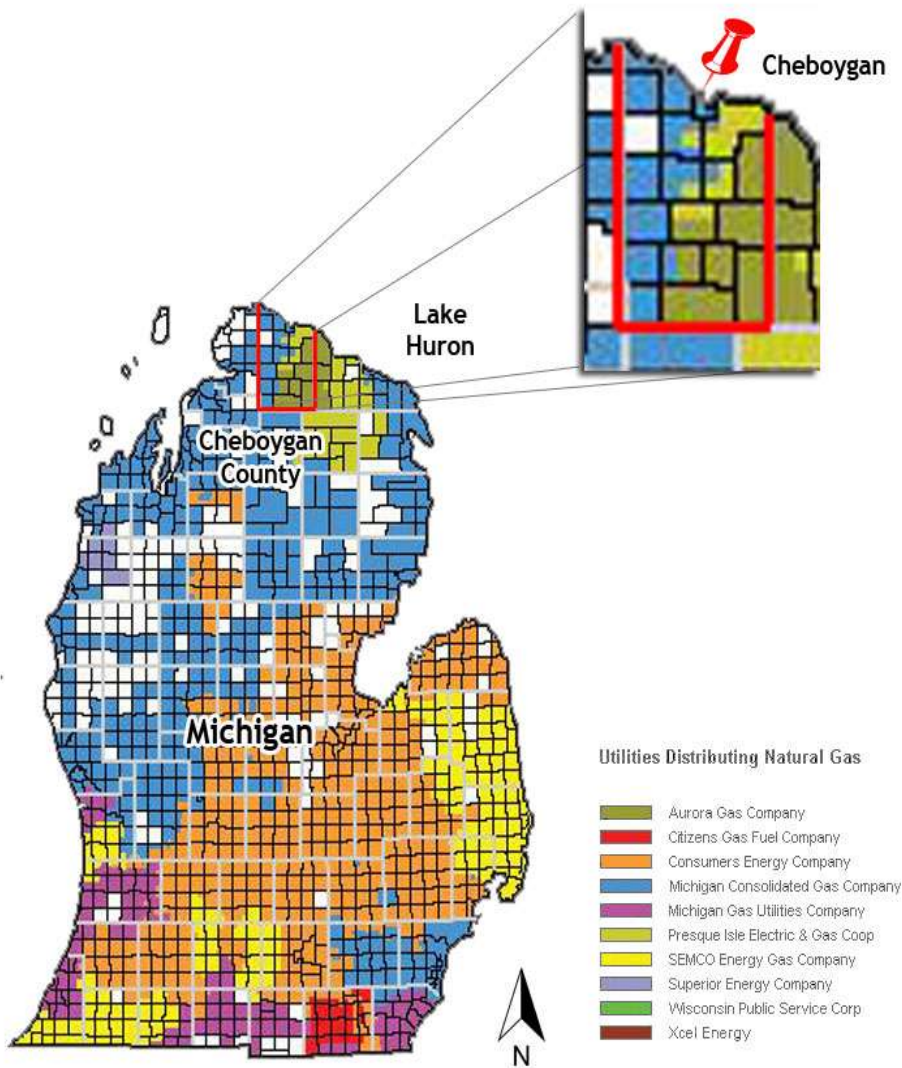 Cheboygan
Lake
Huron
Cheboygan
County
Michigan
Utilities Distributing Natural Gas
Aurora Gas Company
Citizens Gas Fuel Company
Consumers Energy Company
Michigan Consolidated Gas Company
Michigan Gas Utilities Company
Presque Isle Electric & Gas Coop
SEMCO Energy Gas Company
Superior Energy Company
Wisconsin Public Service Corp
Xcel Energy
N